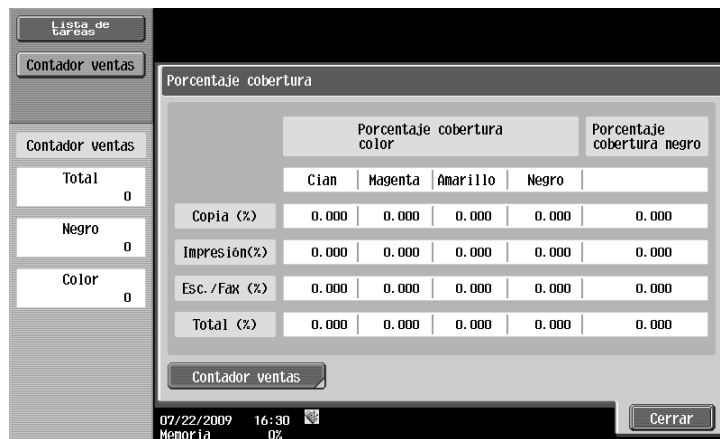 Lista de
tareas
Contador ventas
Contador ventas
Total
0
Negro
0
Color
0
Porcentaje cobertura
Porcentaje cobertura
color
Porcentaje
cobertura negro
Cian Magenta Amarillo Negro
Copia (%) 0.000 0.000 0.000 0.000 0.000
Impresión(%) 0.000 0.000 0.000 0.000 0.000
Esc./Fax (%) 0.000 0.000 0.000 0.000 0.000
Total (%) 0.000 0.000 0.000 0.000 0.000
Contador ventas
07/22/2009 16:30
Memoria 0%
Cerrar